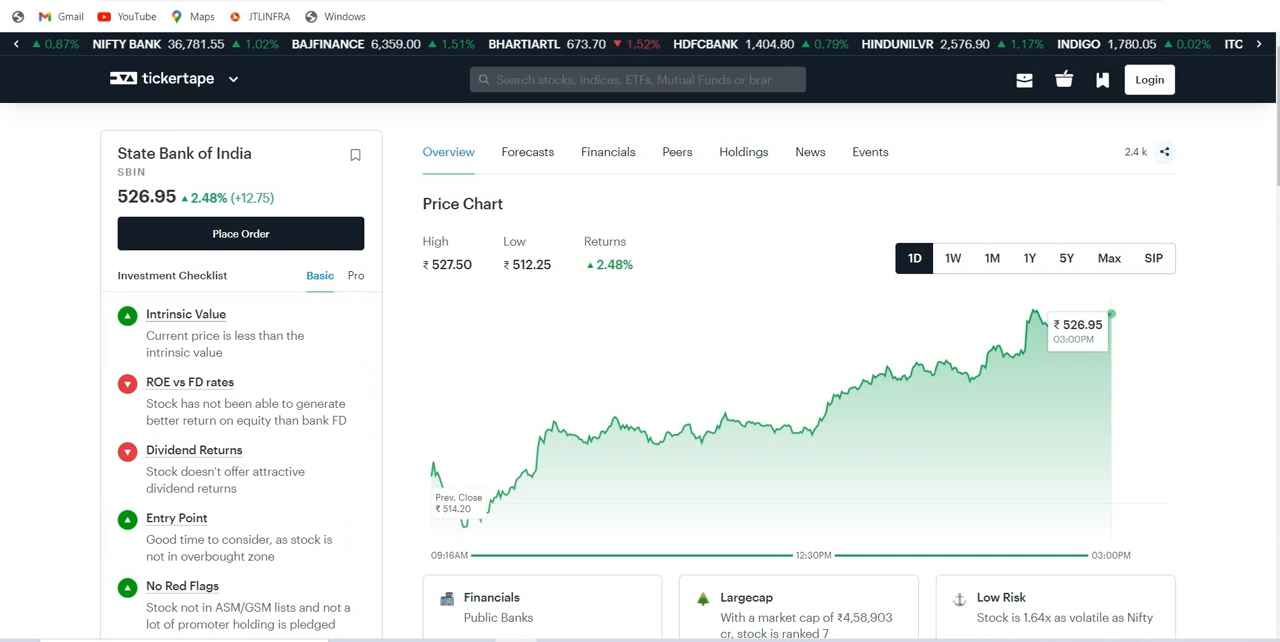 Gmail YouTube Maps JTLINFRA Windows
0.87% NIFTY BANK 36,781.55 1.02% BAJFINANCE 6,359.00 1.51% BHARTIARTL 673.70 1.52% HDFCBANK 1,404.80 0.79% HINDUNILVR 2,576.90 1.17% INDIGO 1,780.05 0.02% ITC
tickertape
Search stocks, indices, ETFs, Mutual Funds or brar
Login
State Bank of India
SBIN
526.95 2.48% (+12.75)
Place Order
Investment Checklist Basic Pro
Intrinsic Value
Current price is less than the
intrinsic value
ROE vs FD rates
Stock has not been able to generate
better return on equity than bank FD
Dividend Returns
Stock doesn't offer attractive
dividend returns
Entry Point
Good time to consider, as stock is
not in overbought zone
No Red Flags
Stock not in ASM/GSM lists and not a
lot of promoter holding is pledged
Overview Forecasts Financials Peers Holdings News Events 2.4 k
Price Chart
High Low Returns
₹ 527.50 ₹ 512.25 2.48%
1D 1W 1M 1Y 5Y Max SIP
₹ 526.95
03:00PM
Prev. Close
₹ 514.20
09:16AM 12:30PM 03:00PM
Financials
Public Banks
Largecap
With a market cap of ₹4,58,903
cr, stock is ranked 7
Low Risk
Stock is 1.64x as volatile as Nifty